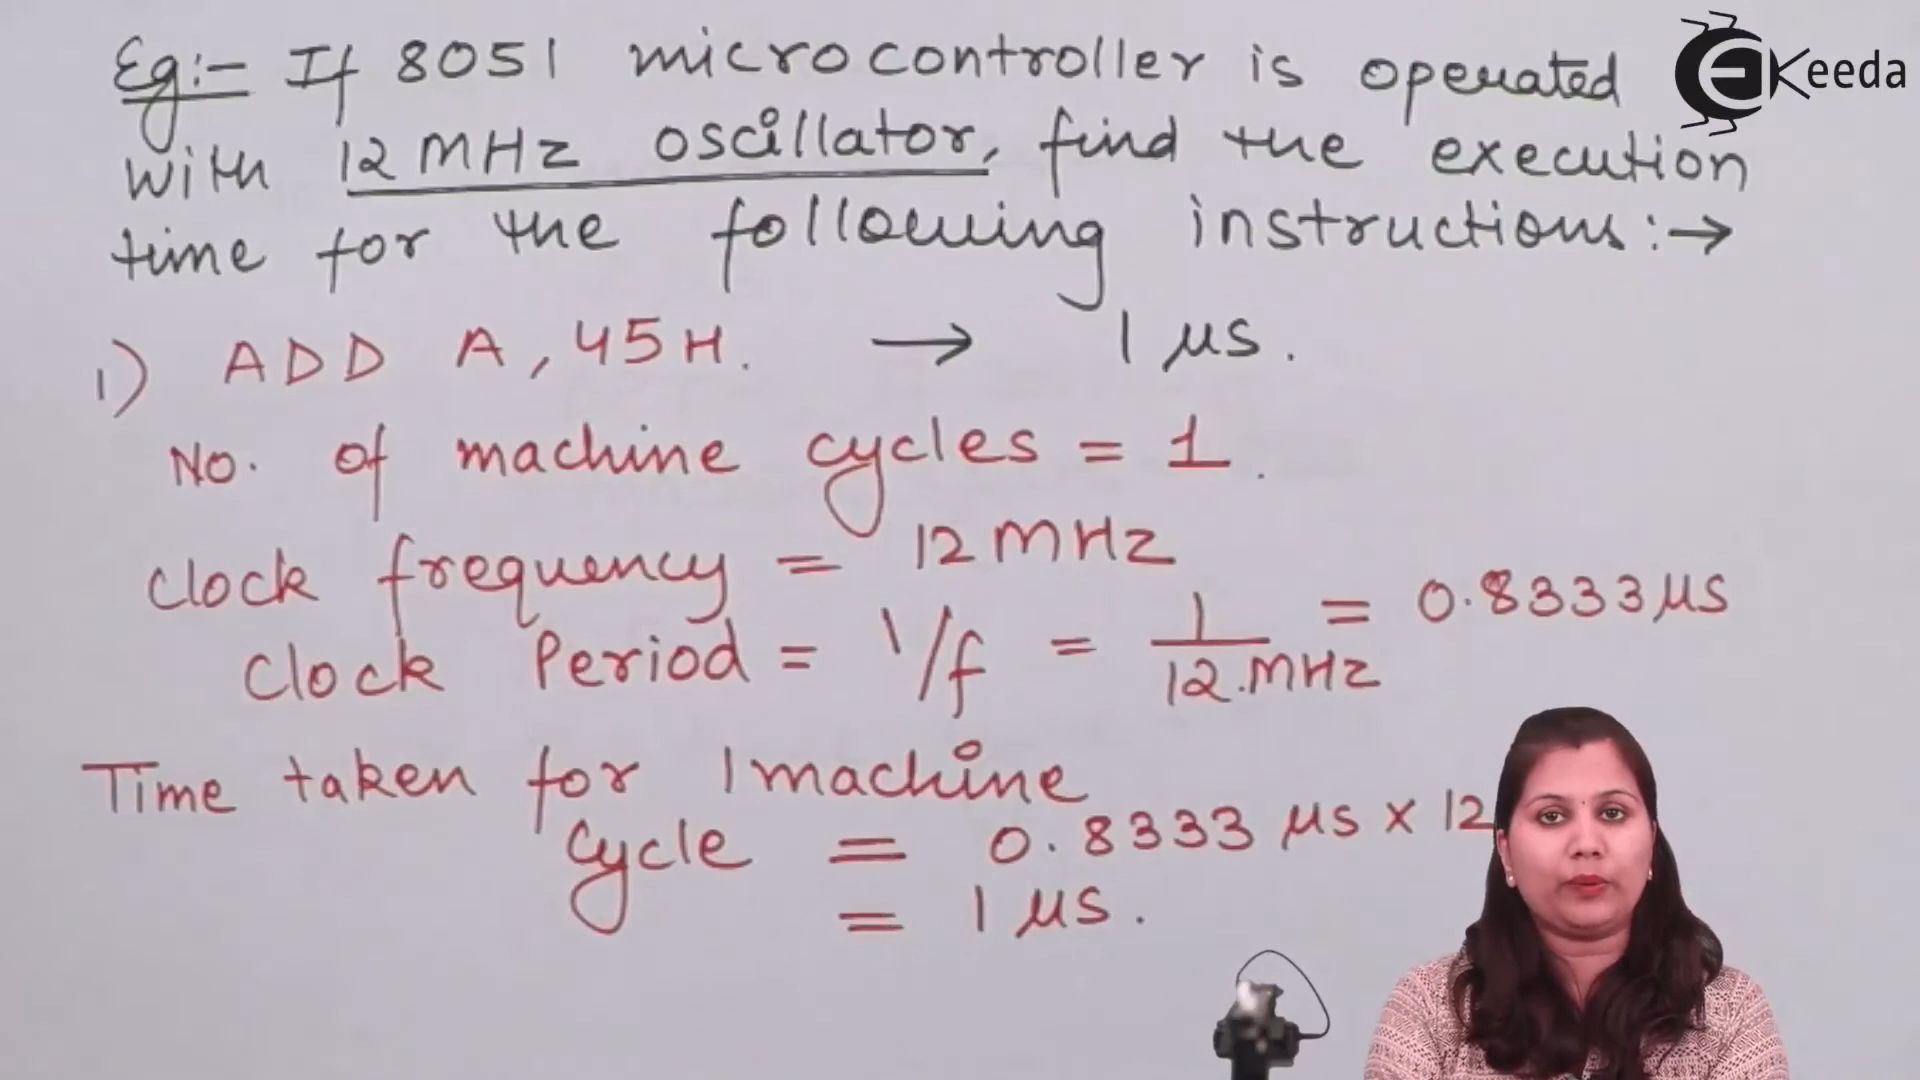 Eg:- If 8051 microcontroller is operated
with 12 MHz oscillator, find the execution
time for the following instructions :→
1) ADD A, 45H. → 1 μs.
No. of machine cycles = 1.
Clock frequency = 12 MHz
Clock Period = 1/f = 1/12.MHz = 0.8333 μs
Time taken for 1 machine
cycle = 0.8333 μs × 12
= 1 μs.
EKeeda